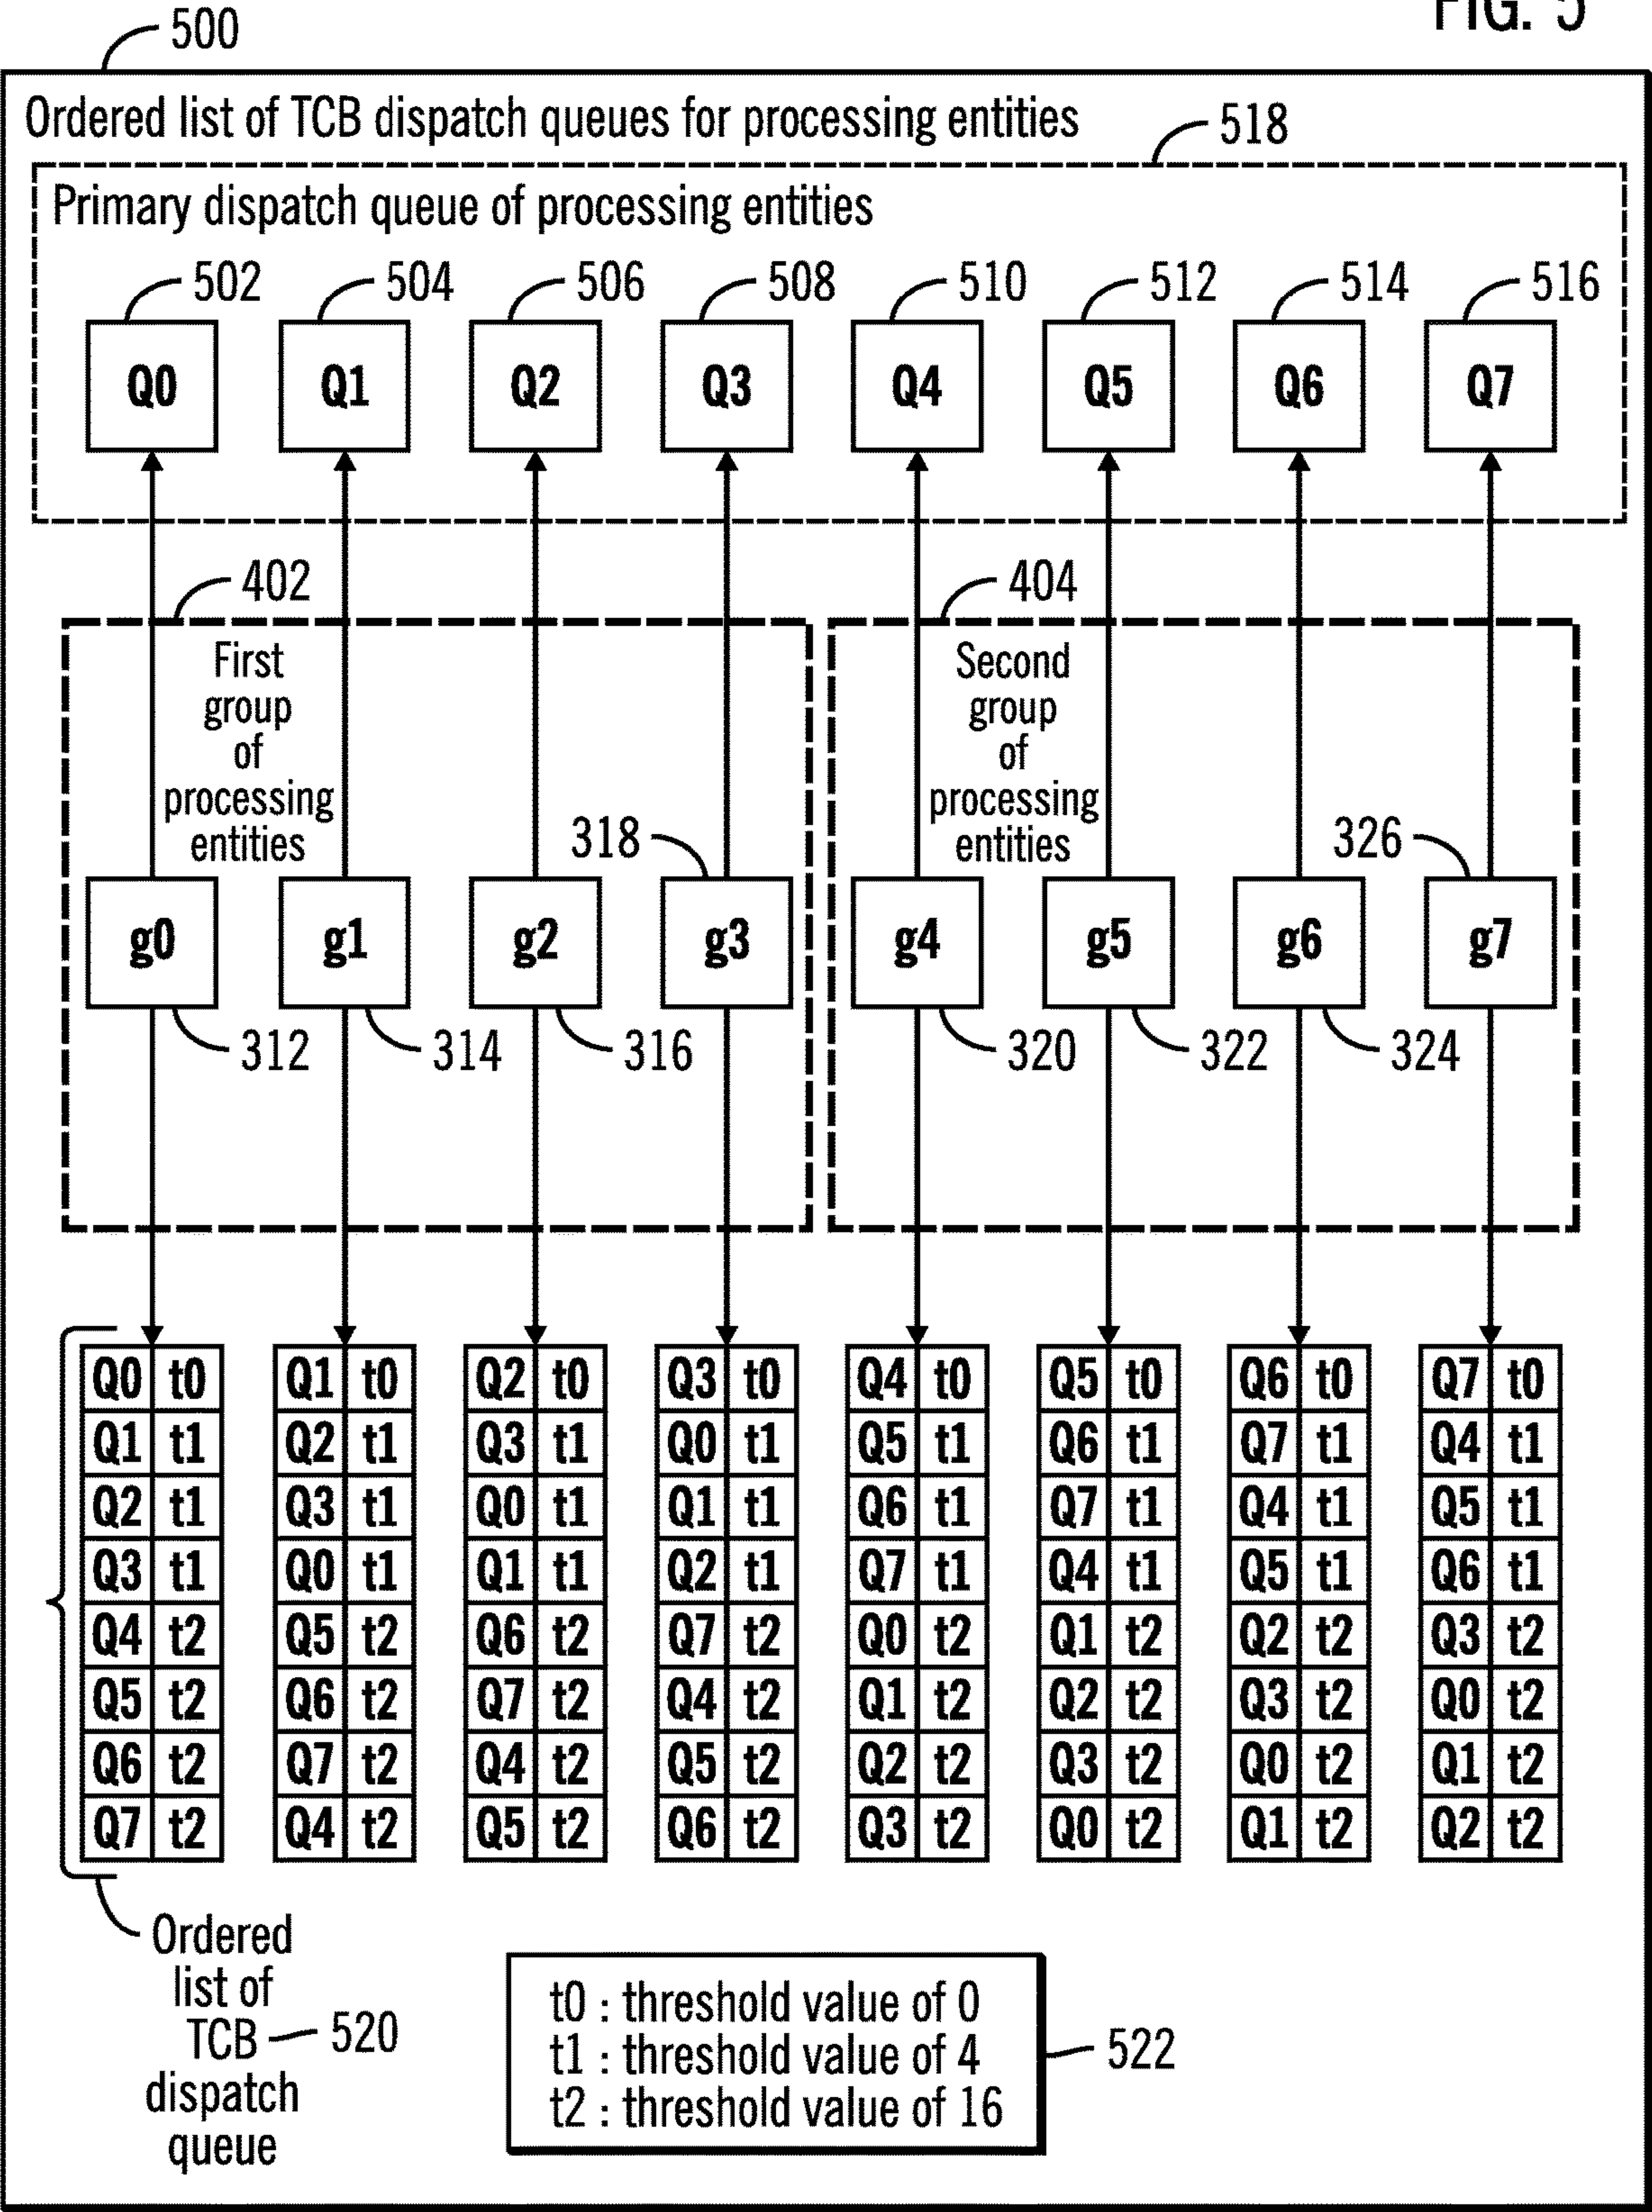 FIG. 5
500
Ordered list of TCB dispatch queues for processing entities
518
Primary dispatch queue of processing entities
502 504 506 508 510 512 514 516
Q0 Q1 Q2 Q3 Q4 Q5 Q6 Q7
402 404
First
group
of
processing
entities
Second
group
of
processing
entities
318 326
g0 g1 g2 g3 g4 g5 g6 g7
312 314 316 320 322 324
Q0 t0 Q1 t0 Q2 t0 Q3 t0 Q4 t0 Q5 t0 Q6 t0 Q7 t0
Q1 t1 Q2 t1 Q3 t1 Q0 t1 Q5 t1 Q6 t1 Q7 t1 Q4 t1
Q2 t1 Q3 t1 Q0 t1 Q1 t1 Q6 t1 Q7 t1 Q4 t1 Q5 t1
Q3 t1 Q0 t1 Q1 t1 Q2 t1 Q7 t1 Q4 t1 Q5 t1 Q6 t1
Q4 t2 Q5 t2 Q6 t2 Q7 t2 Q0 t2 Q1 t2 Q2 t2 Q3 t2
Q5 t2 Q6 t2 Q7 t2 Q4 t2 Q1 t2 Q2 t2 Q3 t2 Q0 t2
Q6 t2 Q7 t2 Q4 t2 Q5 t2 Q2 t2 Q3 t2 Q0 t2 Q1 t2
Q7 t2 Q4 t2 Q5 t2 Q6 t2 Q3 t2 Q0 t2 Q1 t2 Q2 t2
Ordered
list of
TCB 520
dispatch
queue
t0 : threshold value of 0
t1 : threshold value of 4
t2 : threshold value of 16
522